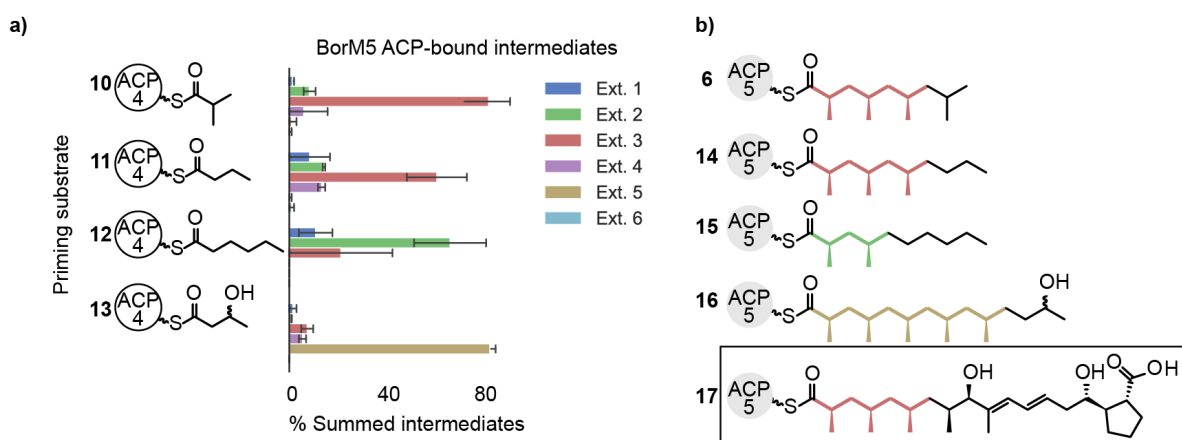 a)
BorM5 ACP-bound intermediates
Priming substrate
10
ACP
4
S
O
11
ACP
4
S
O
12
ACP
4
S
O
13
ACP
4
S
O
OH
Ext. 1
Ext. 2
Ext. 3
Ext. 4
Ext. 5
Ext. 6
0 40 80
% Summed intermediates
b)
6
ACP
5
S
O
14
ACP
5
S
O
15
ACP
5
S
O
16
ACP
5
S
O
OH
17
ACP
5
S
O
OH
OH
O
OH